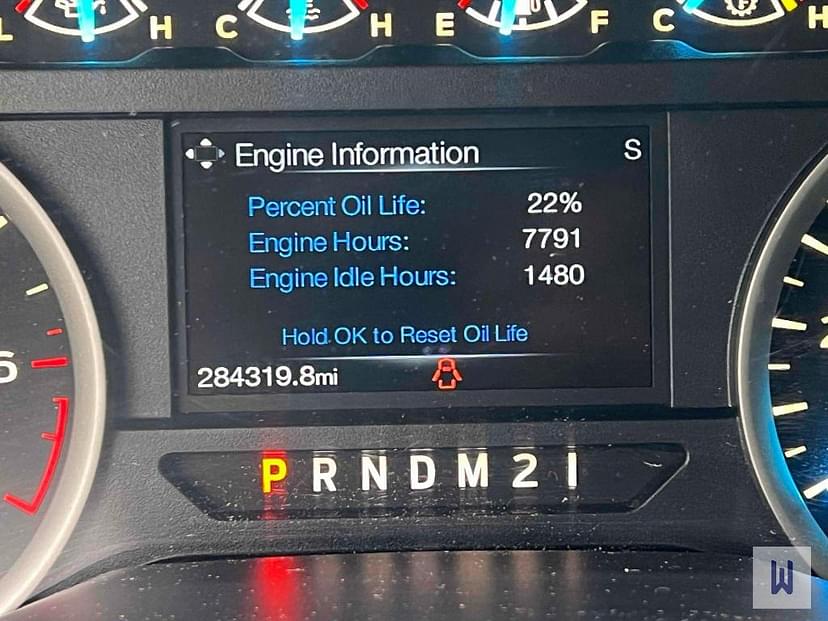 L H C H E F C H
Engine Information S
Percent Oil Life: 22%
Engine Hours: 7791
Engine Idle Hours: 1480
Hold OK to Reset Oil Life
284319.8mi
6
P R N D M 2 1
W